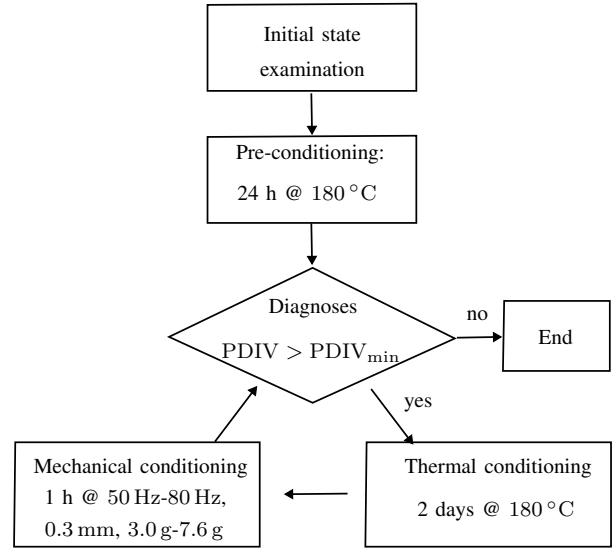 Initial state
examination
Pre-conditioning:
24 h @ 180 °C
Diagnoses
PDIV > PDIVmin
no
End
yes
Mechanical conditioning
1 h @ 50 Hz-80 Hz,
0.3 mm, 3.0 g-7.6 g
Thermal conditioning
2 days @ 180 °C